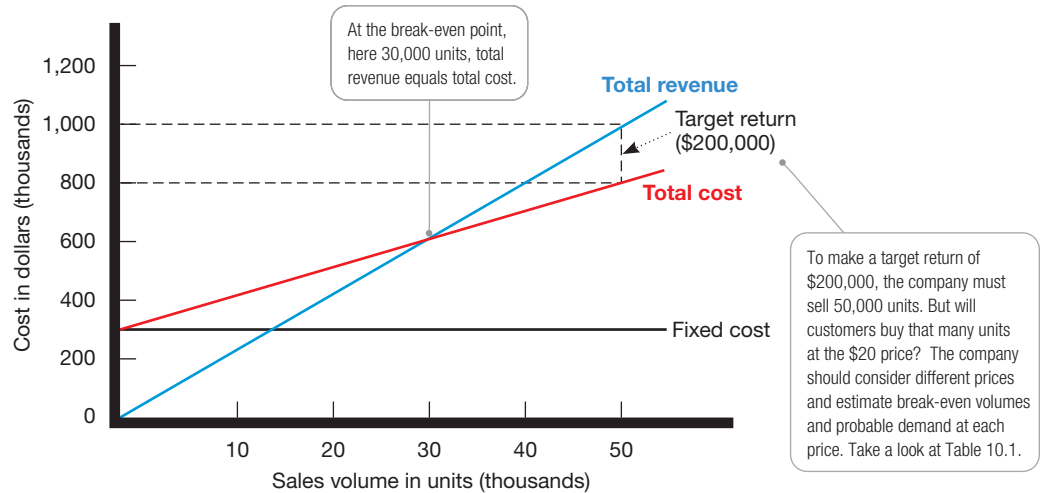 At the break-even point,
here 30,000 units, total
revenue equals total cost.
Cost in dollars (thousands)
1,200
1,000
800
600
400
200
0
Total revenue
Target return
($200,000)
Total cost
Fixed cost
To make a target return of
$200,000, the company must
sell 50,000 units. But will
customers buy that many units
at the $20 price? The company
should consider different prices
and estimate break-even volumes
and probable demand at each
price. Take a look at Table 10.1.
10 20 30 40 50
Sales volume in units (thousands)